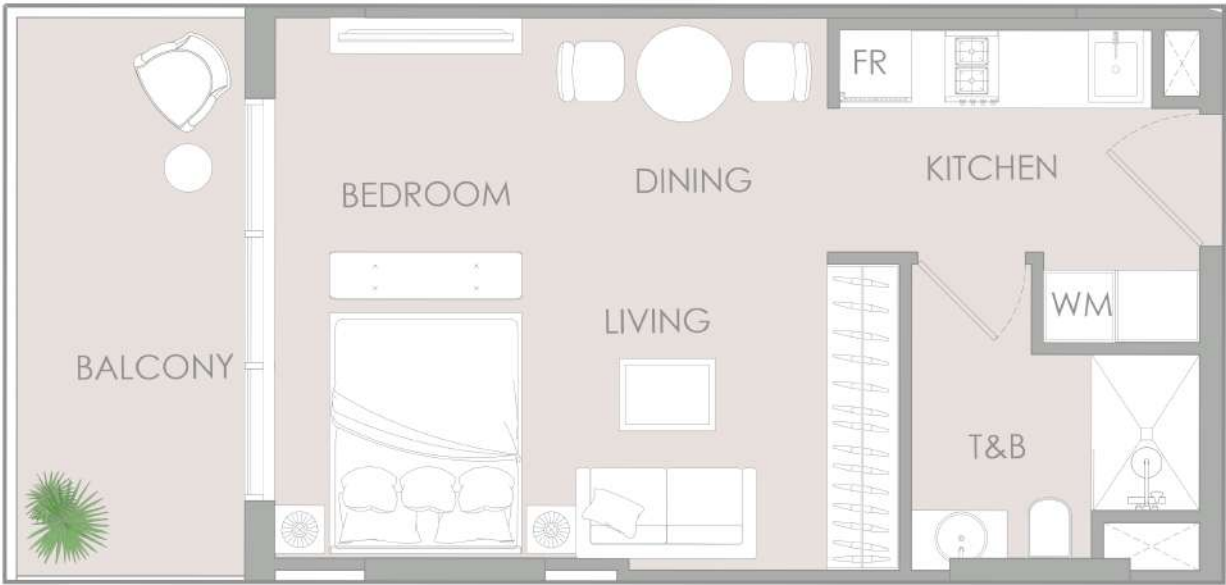 FR
KITCHEN
DINING
BEDROOM
WM
LIVING
BALCONY
T&B